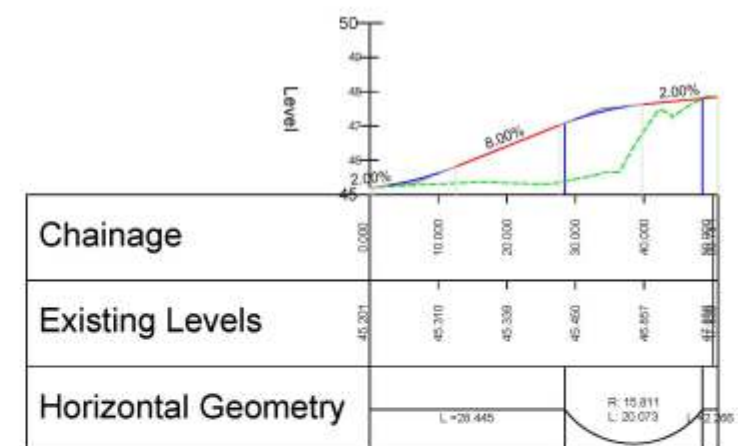 50
49
48
47
46
45
Level
2.00%
8.00%
2.00%
Chainage
0.000
10.000
20.000
30.000
40.000
Existing Levels
45.201
45.310
45.339
45.450
46.857
Horizontal Geometry
L =28.445
R: 15.811
L: 20.073